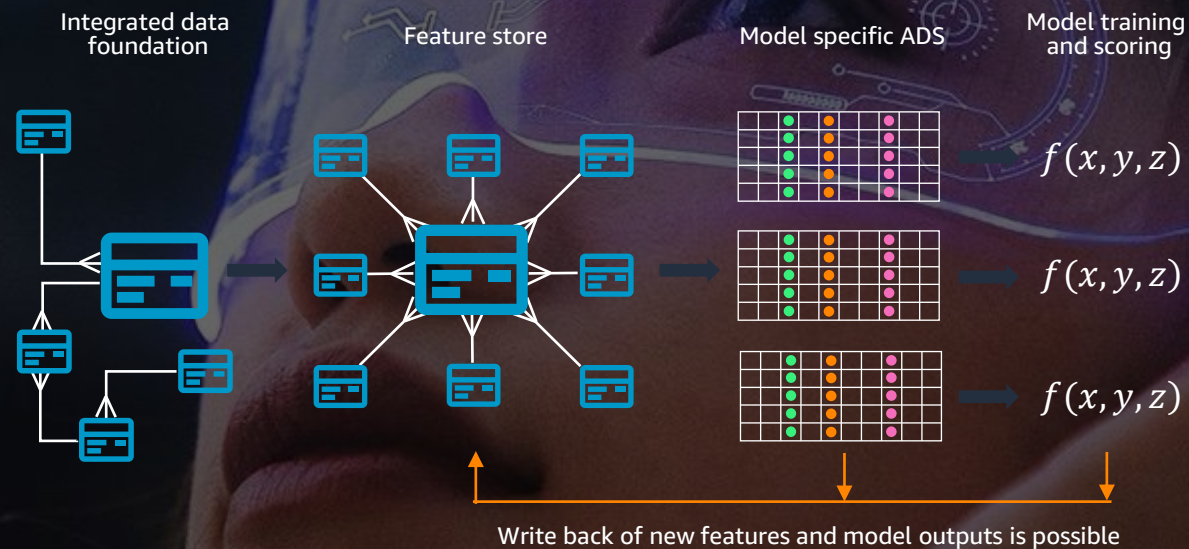 Integrated data
foundation
Feature store
Model specific ADS
Model training
and scoring
f(x, y, z)
f(x, y, z)
f(x, y, z)
Write back of new features and model outputs is possible